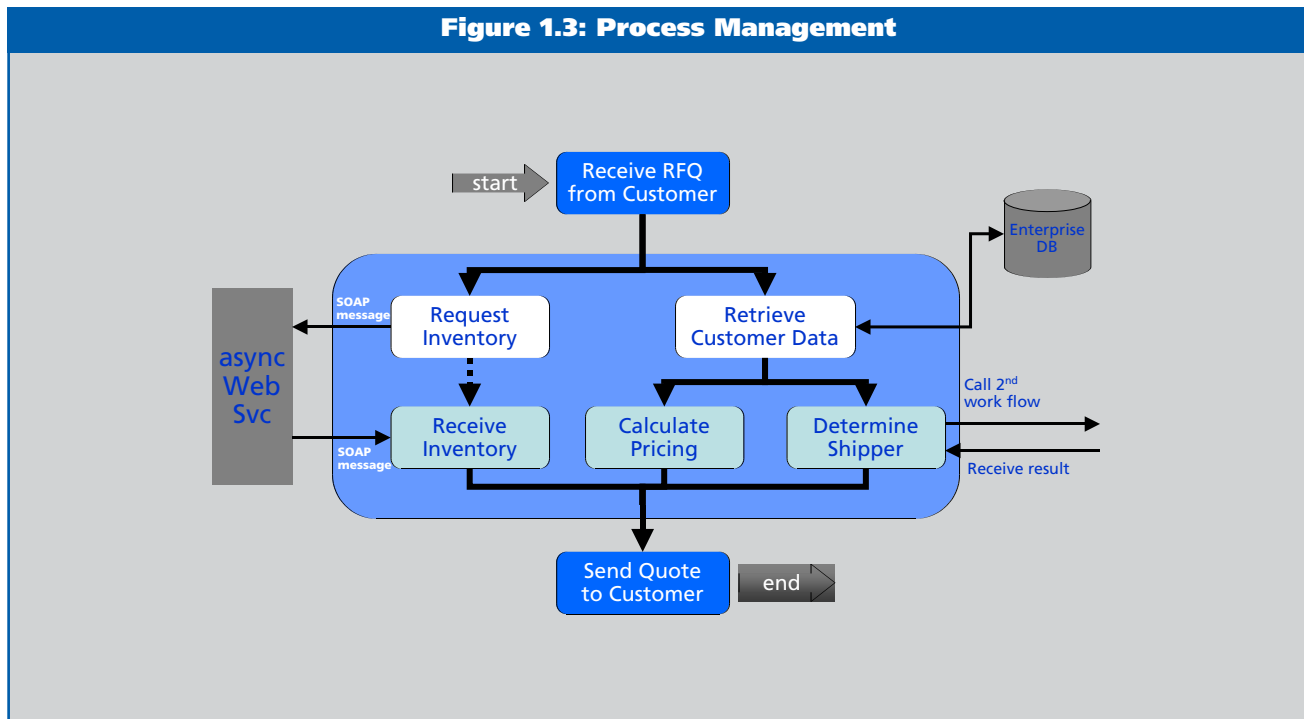 Figure 1.3: Process Management
start
Receive RFQ
from Customer
Enterprise
DB
SOAP
message
Request
Inventory
Retrieve
Customer Data
async
Web
Svc
Call 2nd
work flow
Receive
Inventory
Calculate
Pricing
Determine
Shipper
SOAP
message
Receive result
Send Quote
to Customer
end